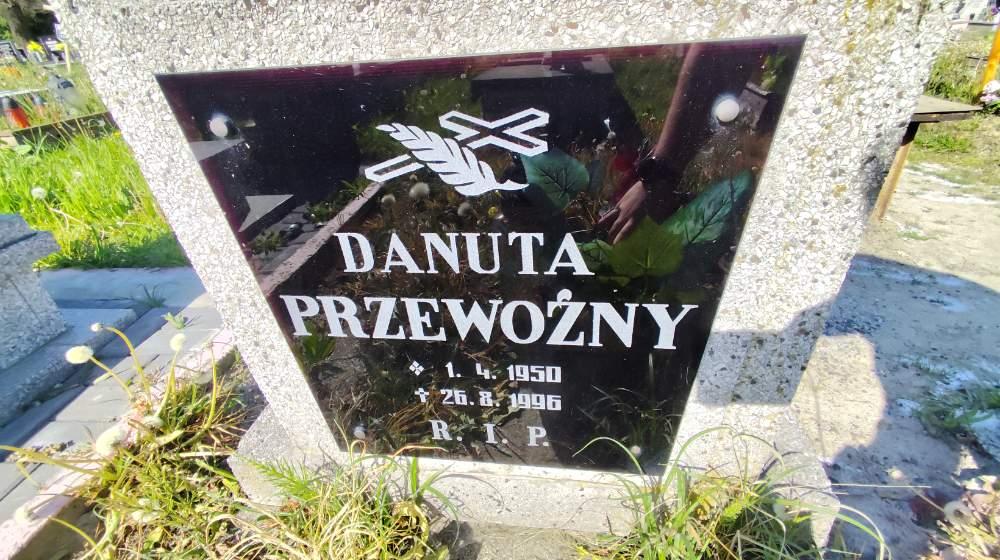 DANUTA
PRZEWOŹNY
1. 4. 1950
† 26. 8. 1996
R. I. P.